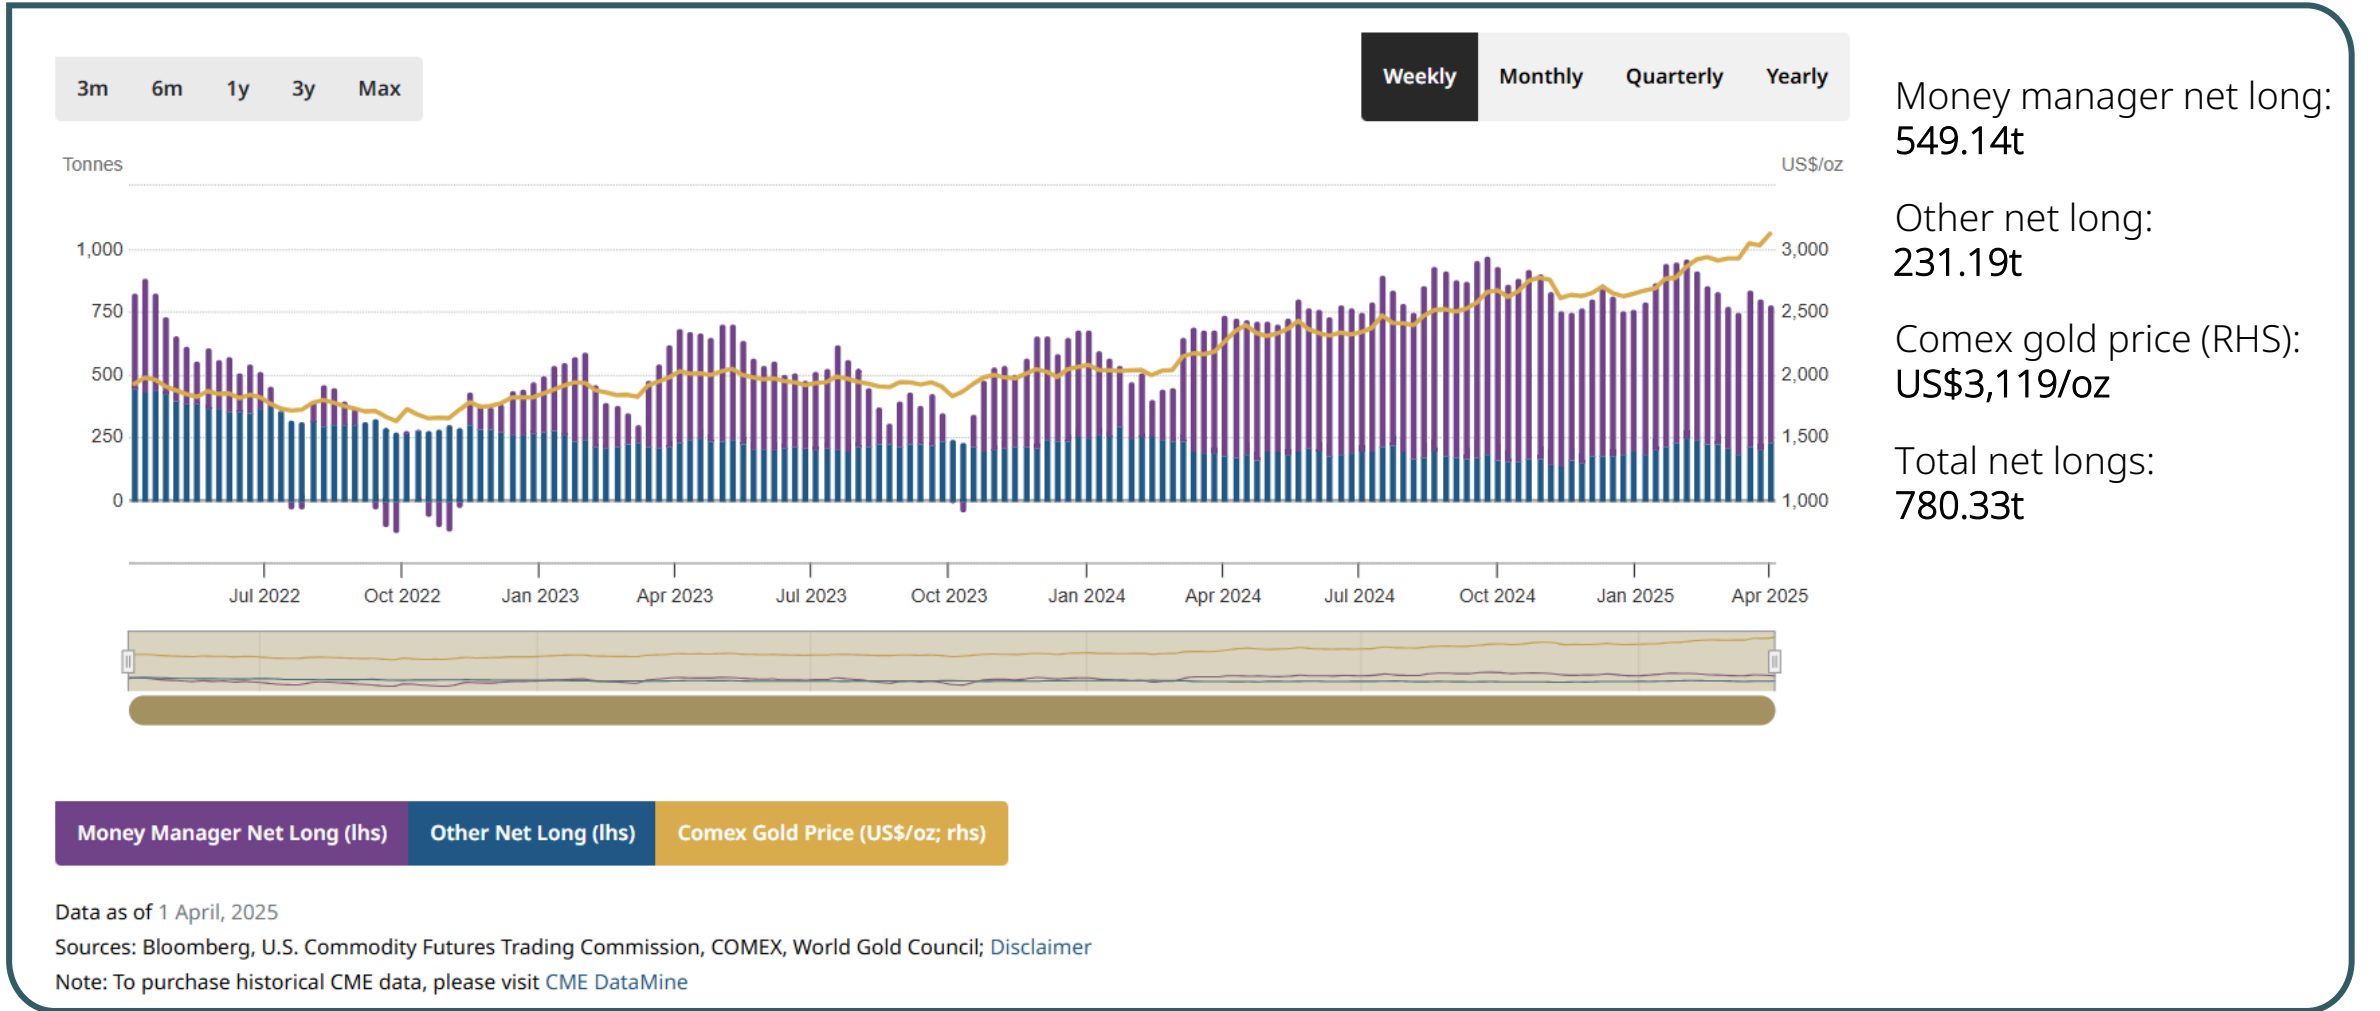 3m 6m 1y 3y Max
Weekly Monthly Quarterly Yearly
Tonnes
US$/oz
1,000
750
500
250
0
3,000
2,500
2,000
1,500
1,000
Jul 2022 Oct 2022 Jan 2023 Apr 2023 Jul 2023 Oct 2023 Jan 2024 Apr 2024 Jul 2024 Oct 2024 Jan 2025 Apr 2025
Money Manager Net Long (lhs) Other Net Long (lhs) Comex Gold Price (US$/oz; rhs)
Data as of 1 April, 2025
Sources: Bloomberg, U.S. Commodity Futures Trading Commission, COMEX, World Gold Council; Disclaimer
Note: To purchase historical CME data, please visit CME DataMine
Money manager net long:
549.14t
Other net long:
231.19t
Comex gold price (RHS):
US$3,119/oz
Total net longs:
780.33t